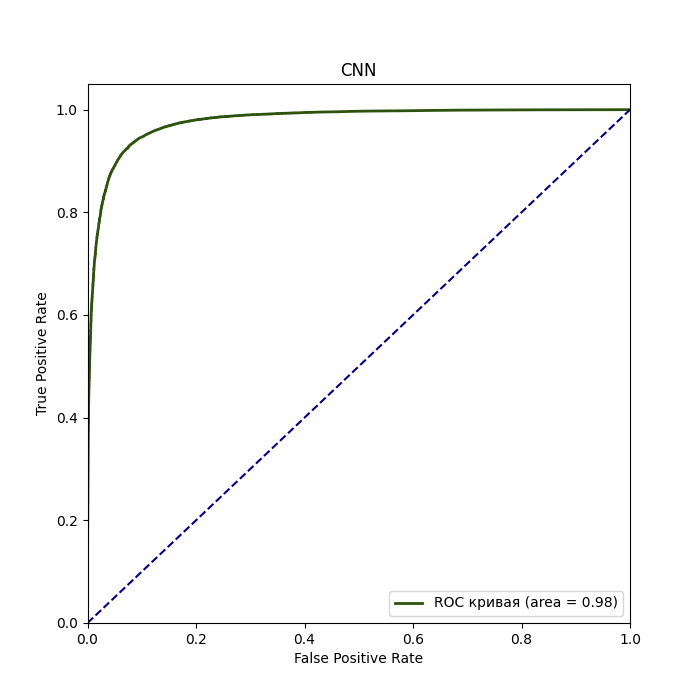 CNN
1.0
0.8
0.6
0.4
0.2
0.0
True Positive Rate
ROC кривая (area = 0.98)
0.0 0.2 0.4 0.6 0.8 1.0
False Positive Rate